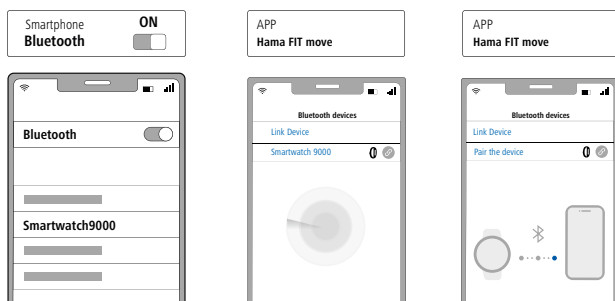 Smartphone ON
Bluetooth
Bluetooth
Smartwatch9000
APP
Hama FIT move
Bluetooth devices
Link Device
Smartwatch 9000
APP
Hama FIT move
Bluetooth devices
Link Device
Pair the device